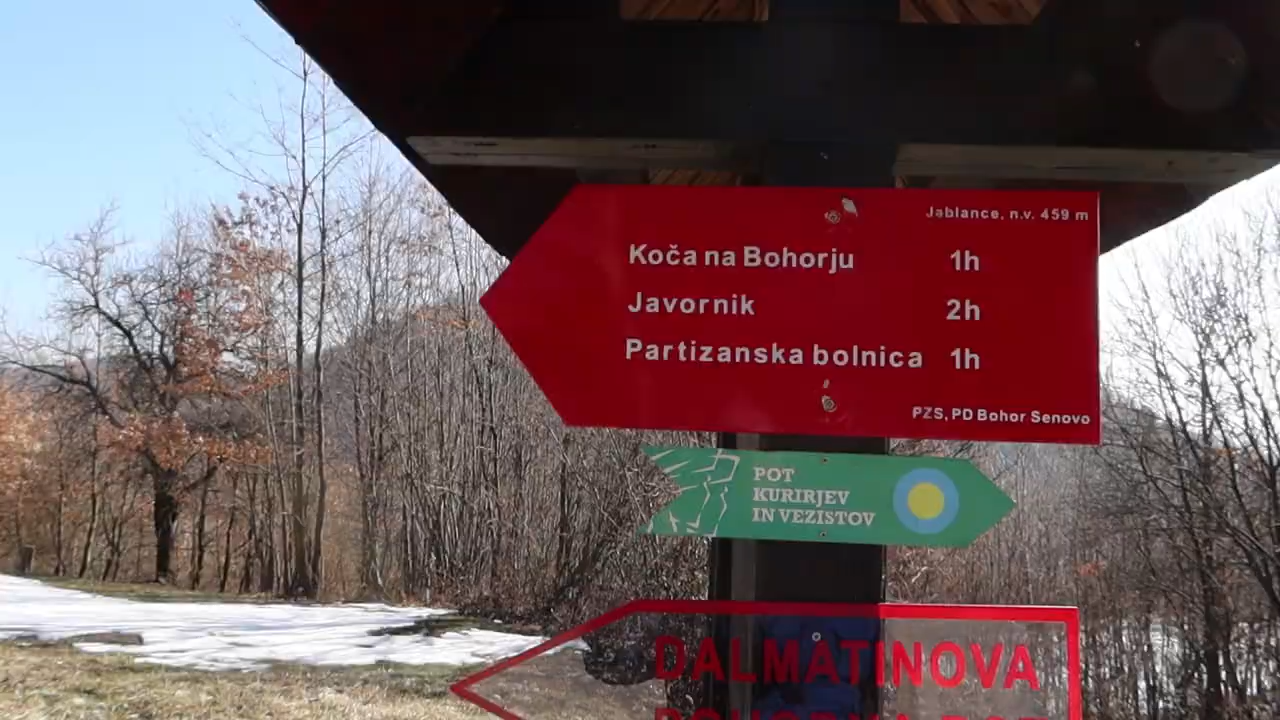 Jablance, n.v. 459 m
Koča na Bohorju 1h
Javornik 2h
Partizanska bolnica 1h
PZS, PD Bohor Senovo
POT
KURIRJEV
IN VEZISTOV
DALMATINOVA